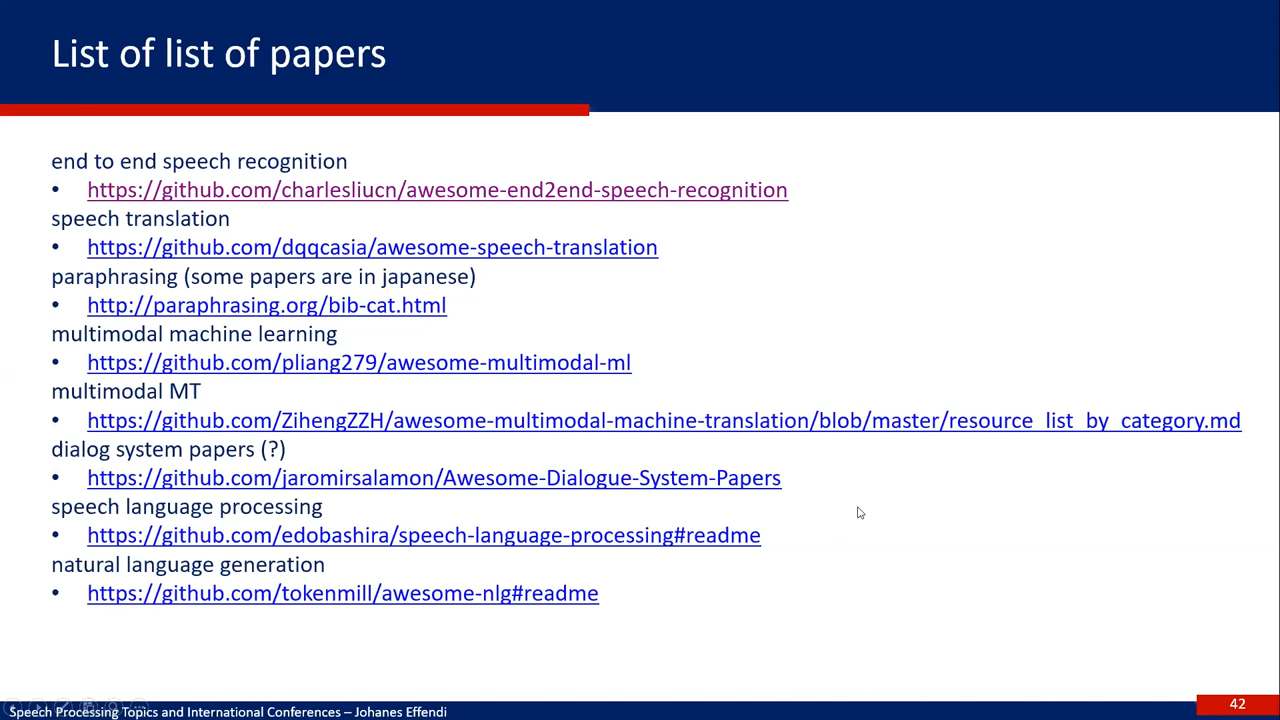 List of list of papers
end to end speech recognition
• https://github.com/charlesliucn/awesome-end2end-speech-recognition
speech translation
• https://github.com/dqqcasia/awesome-speech-translation
paraphrasing (some papers are in japanese)
• http://paraphrasing.org/bib-cat.html
multimodal machine learning
• https://github.com/pliang279/awesome-multimodal-ml
multimodal MT
• https://github.com/ZihengZZH/awesome-multimodal-machine-translation/blob/master/resource_list_by_category.md
dialog system papers (?)
• https://github.com/jaromirsalamon/Awesome-Dialogue-System-Papers
speech language processing
• https://github.com/edobashira/speech-language-processing#readme
natural language generation
• https://github.com/tokenmill/awesome-nlg#readme
Speech Processing Topics and International Conferences – Johanes Effendi
42